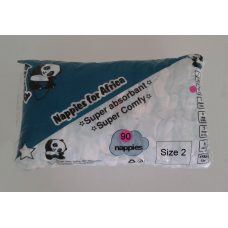 Nappies for Africa
*Super absorbant
*Super Comfy
90
nappies
Size 2